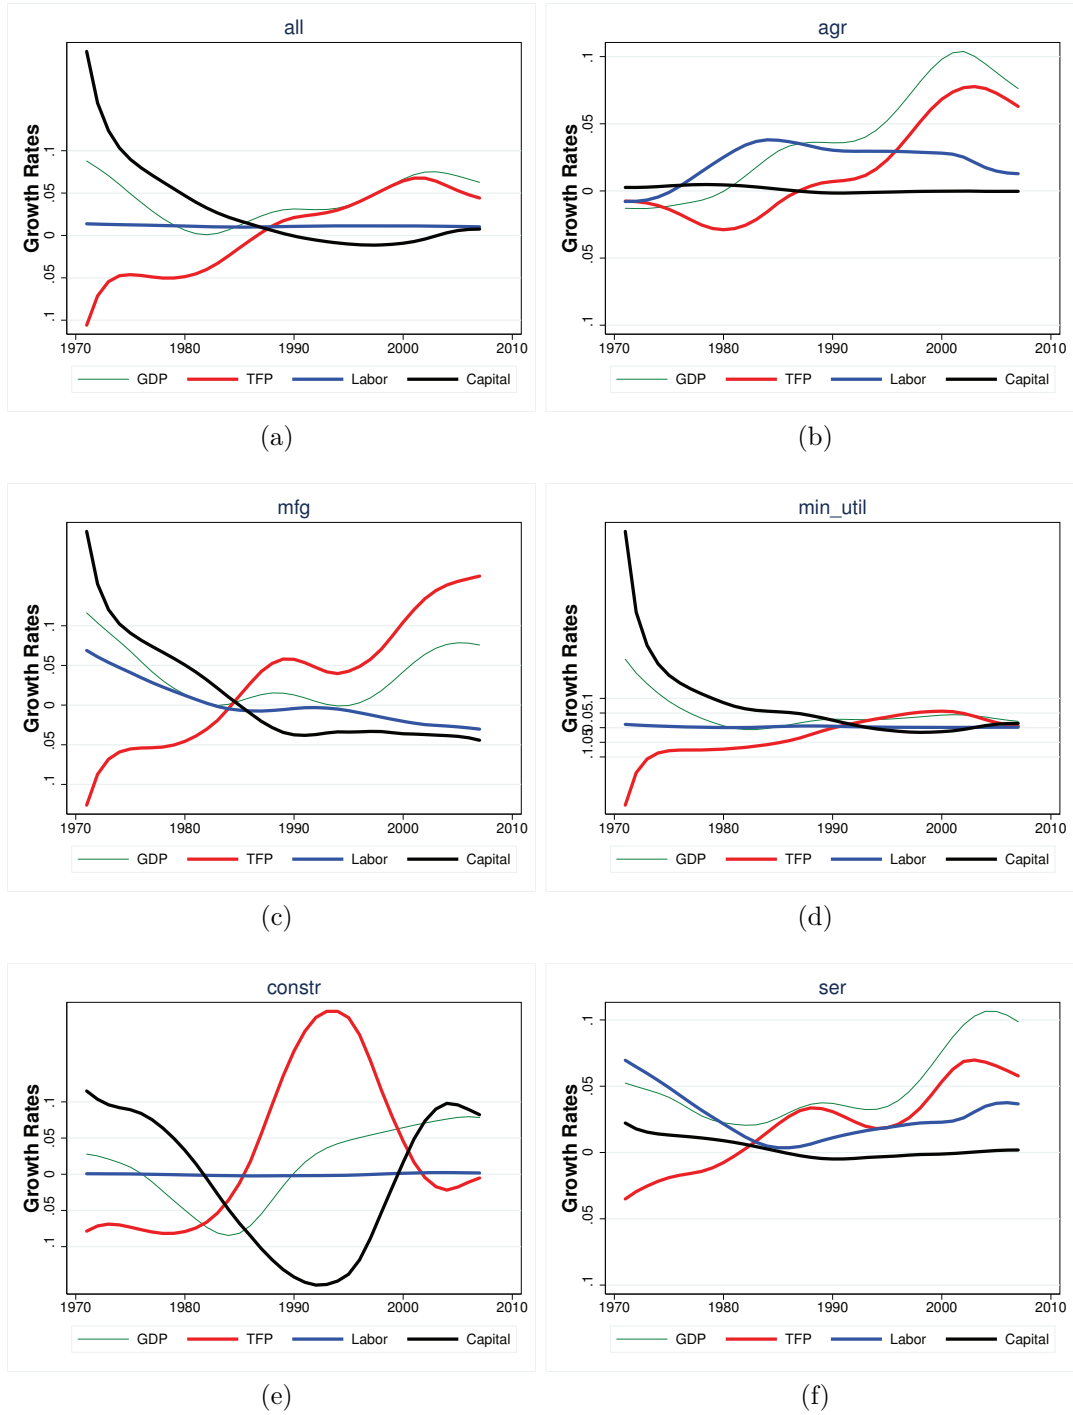 all
Growth Rates
.1
.05
0
.05
.1
1970 1980 1990 2000 2010
GDP TFP Labor Capital
(a)
agr
Growth Rates
.1
.05
0
.05
.1
1970 1980 1990 2000 2010
GDP TFP Labor Capital
(b)
mfg
Growth Rates
.1
.05
0
.05
.1
1970 1980 1990 2000 2010
GDP TFP Labor Capital
(c)
min_util
Growth Rates
.1
.05
0
.05
.1
1970 1980 1990 2000 2010
GDP TFP Labor Capital
(d)
constr
Growth Rates
.1
.05
0
.05
.1
1970 1980 1990 2000 2010
GDP TFP Labor Capital
(e)
ser
Growth Rates
.1
.05
0
.05
.1
1970 1980 1990 2000 2010
GDP TFP Labor Capital
(f)